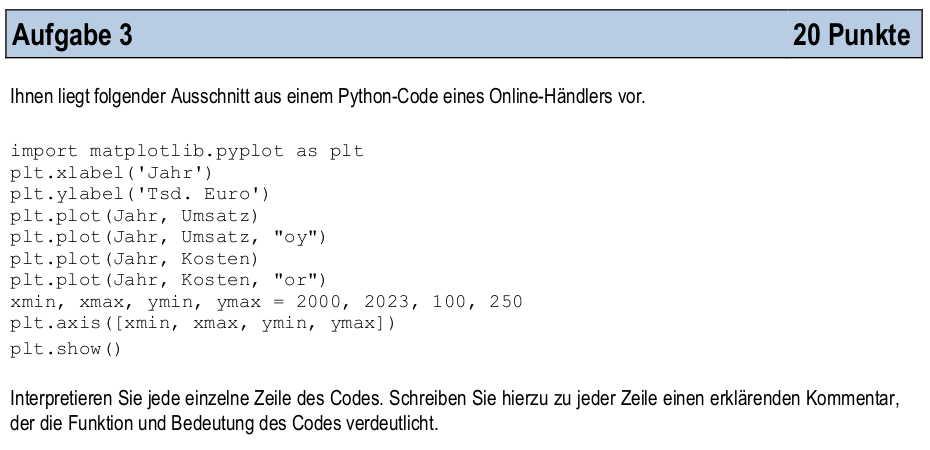 Aufgabe 3 20 Punkte
Ihnen liegt folgender Ausschnitt aus einem Python-Code eines Online-Händlers vor.
import matplotlib.pyplot as plt
plt.xlabel('Jahr')
plt.ylabel('Tsd. Euro')
plt.plot(Jahr, Umsatz)
plt.plot(Jahr, Umsatz, "oy")
plt.plot(Jahr, Kosten)
plt.plot(Jahr, Kosten, "or")
xmin, xmax, ymin, ymax = 2000, 2023, 100, 250
plt.axis([xmin, xmax, ymin, ymax])
plt.show()
Interpretieren Sie jede einzelne Zeile des Codes. Schreiben Sie hierzu zu jeder Zeile einen erklärenden Kommentar,
der die Funktion und Bedeutung des Codes verdeutlicht.